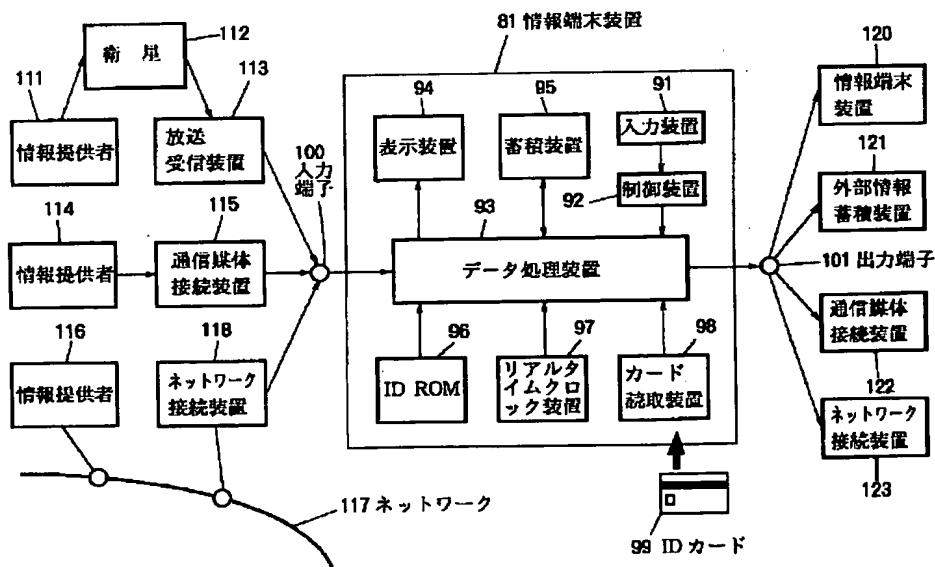 81 情報端末装置
112
衛 星
111
113
情報提供者
放送
受信装置
100
入力
端子
114
115
情報提供者
通信媒体
接続装置
116
118
情報提供者
ネットワーク
接続装置
117 ネットワーク
94
95
91
表示装置
蓄積装置
入力装置
92
制御装置
93
データ処理装置
96
97
98
ID ROM
リアルタ
イムクロ
ック装置
カード
読取装置
99 ID カード
120
情報端末
装置
121
外部情報
蓄積装置
101 出力端子
通信媒体
接続装置
122
ネットワーク
接続装置
123